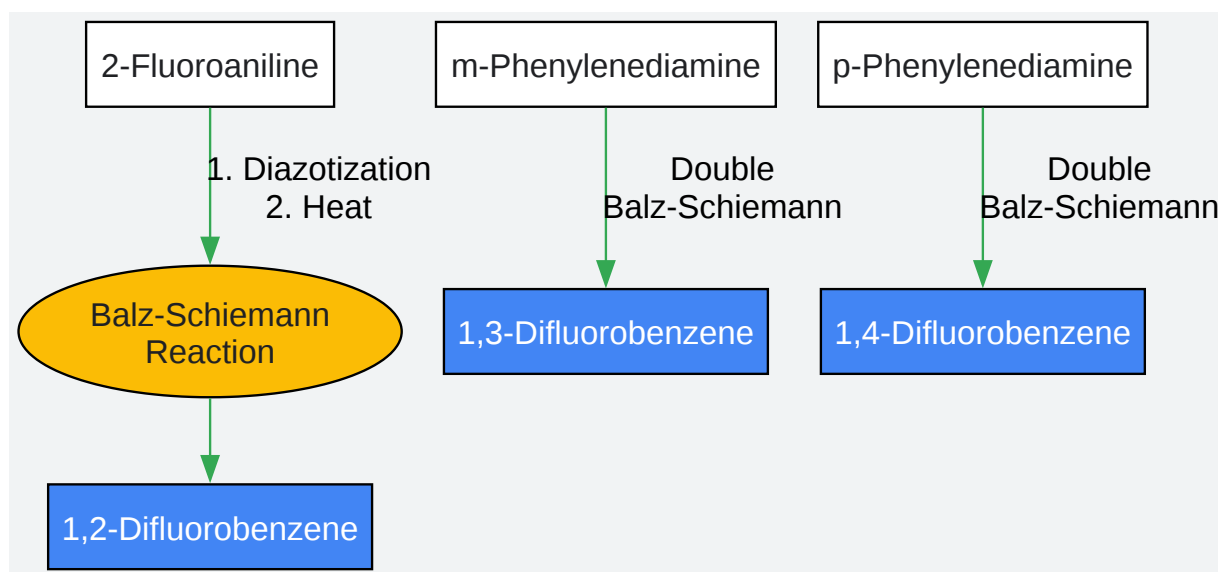 2-Fluoroaniline
m-Phenylenediamine
p-Phenylenediamine
1. Diazotization
2. Heat
Double
Balz-Schiemann
Double
Balz-Schiemann
Balz-Schiemann
Reaction
1,3-Difluorobenzene
1,4-Difluorobenzene
1,2-Difluorobenzene